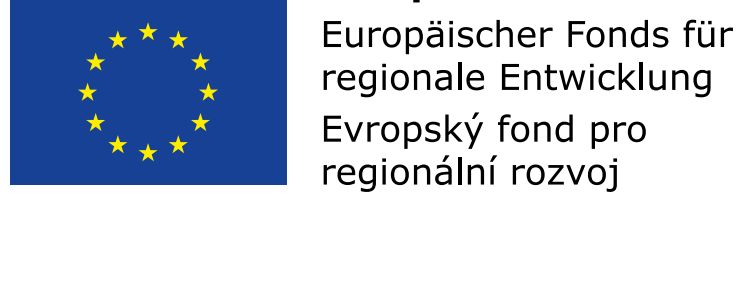 Europäischer Fonds für
regionale Entwicklung
Evropský fond pro
regionální rozvoj